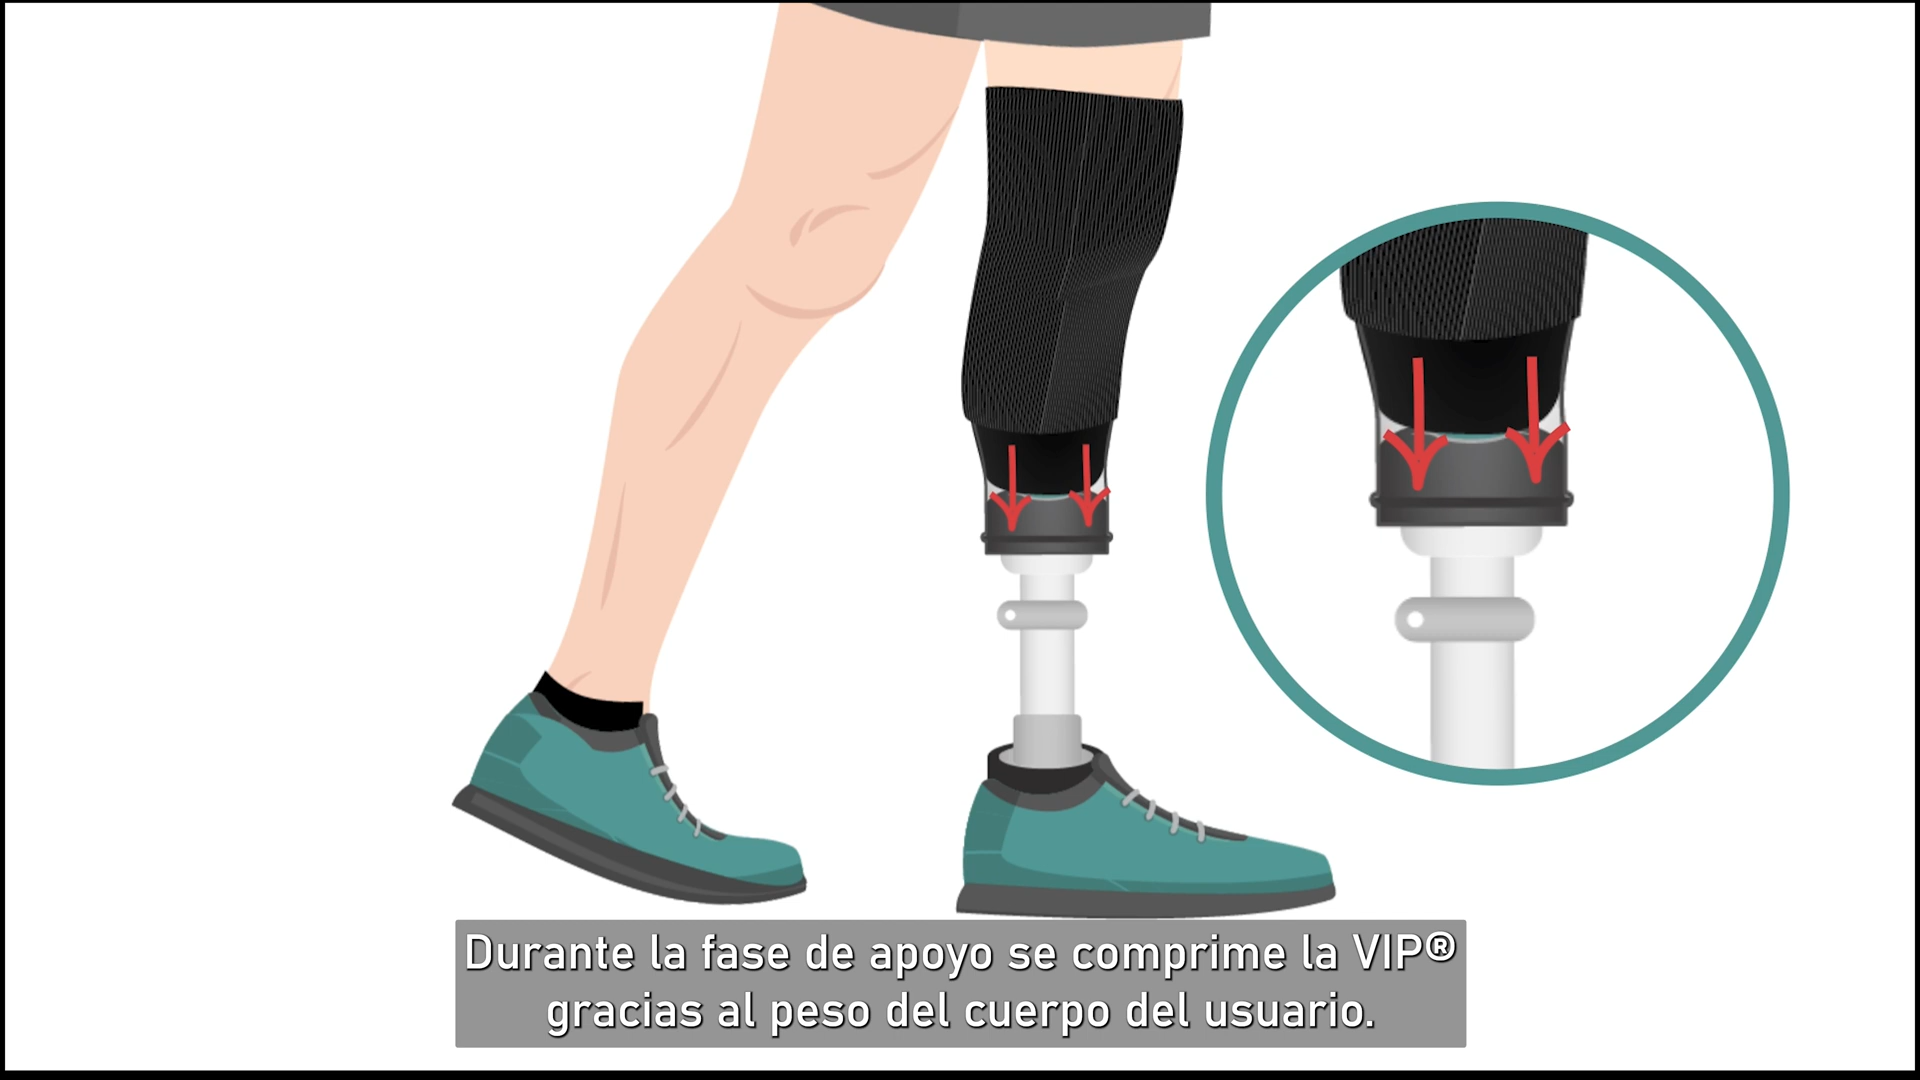 Durante la fase de apoyo se comprime la VIP®
gracias al peso del cuerpo del usuario.